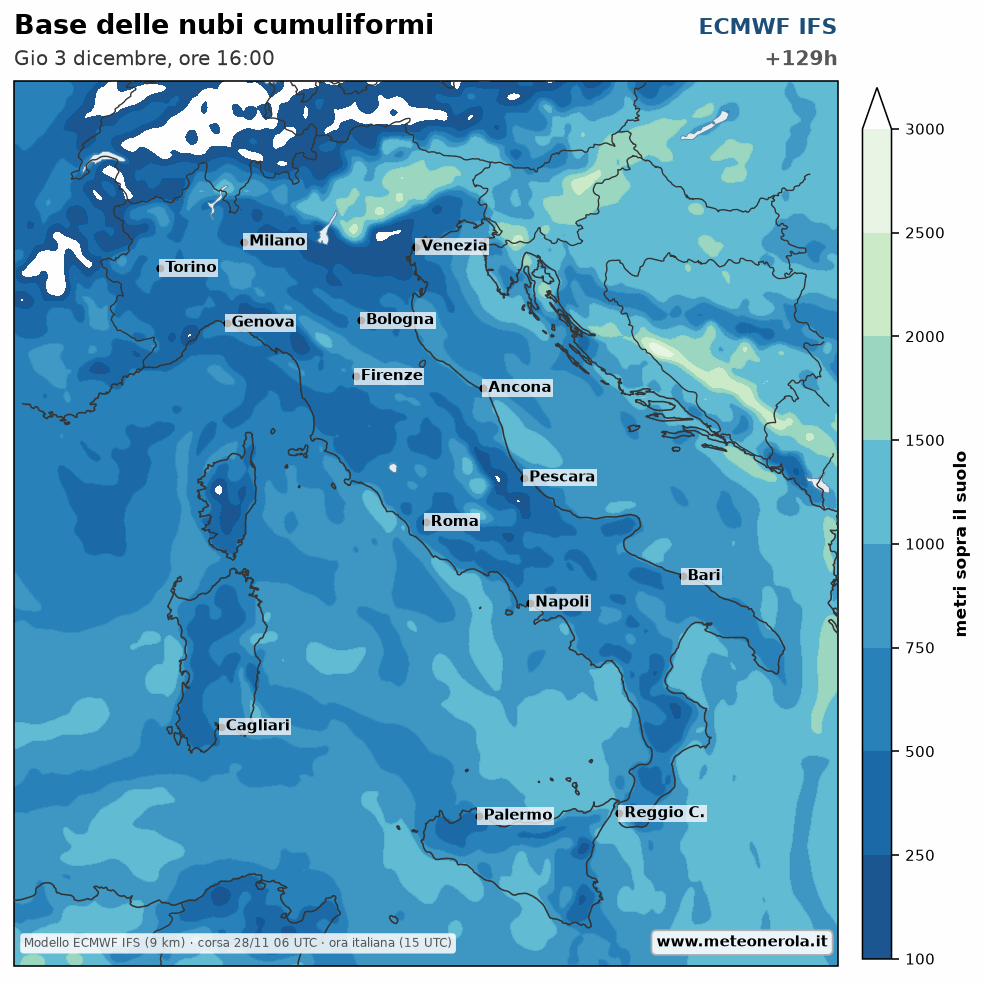 Base delle nubi cumuliformi
ECMWF IFS
Gio 3 dicembre, ore 16:00
+129h
3000
2500
2000
1500
1000
750
500
250
100
metri sopra il suolo
Milano
Venezia
Torino
Genova
Bologna
Firenze
Ancona
Pescara
Roma
Bari
Napoli
Cagliari
Palermo
Reggio C.
Modello ECMWF IFS (9 km) · corsa 28/11 06 UTC · ora italiana (15 UTC)
www.meteonerola.it